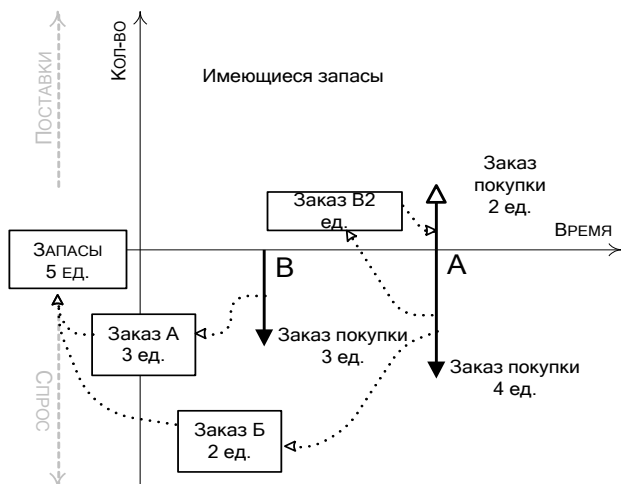 ПОСТАВКИ
КОЛ-ВО
Имеющиеся запасы
Заказ
покупки
2 ед.
Заказ В2
ед.
ВРЕМЯ
ЗАПАСЫ
5 ЕД.
В
А
Заказ А
3 ед.
Заказ покупки
3 ед.
Заказ покупки
4 ед.
СПРОС
Заказ Б
2 ед.